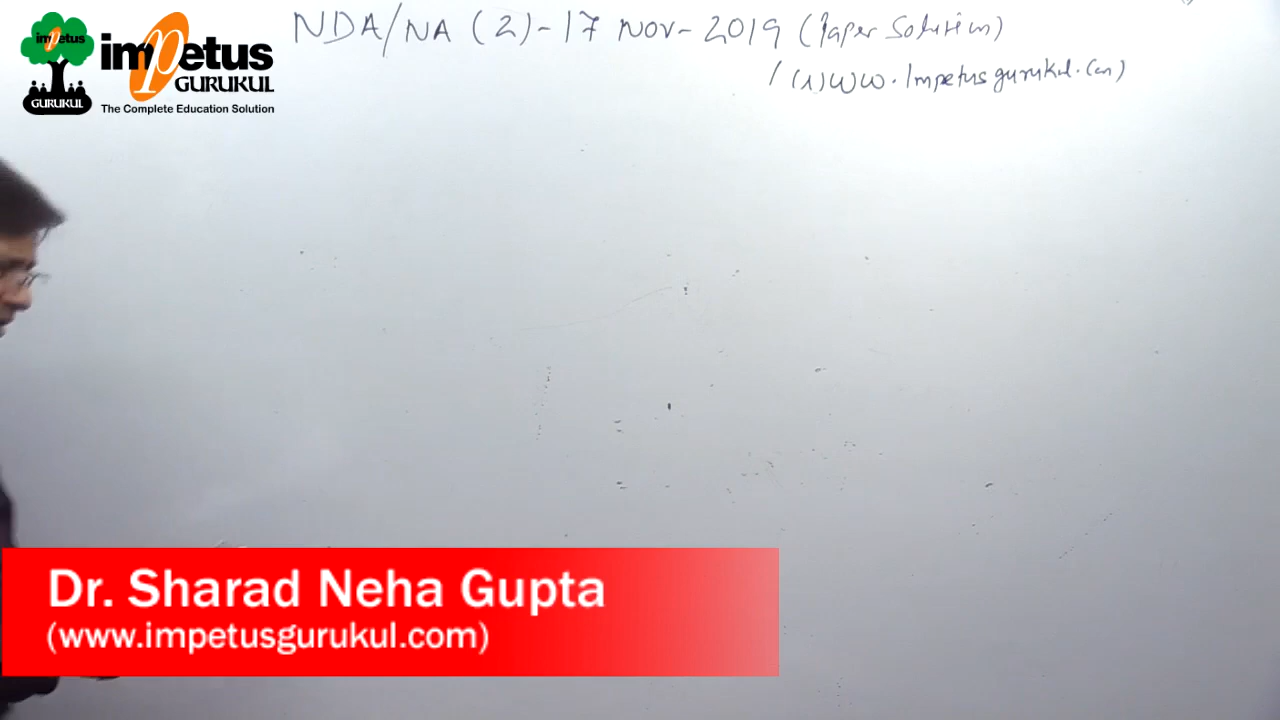 NDA/NA (2)-17 Nov-2019 (Paper Solution)
/ (1)WWW.Impetusgurukul.com)
impetus
GURUKUL
impetus
GURUKUL
The Complete Education Solution
Dr. Sharad Neha Gupta
(www.impetusgurukul.com)